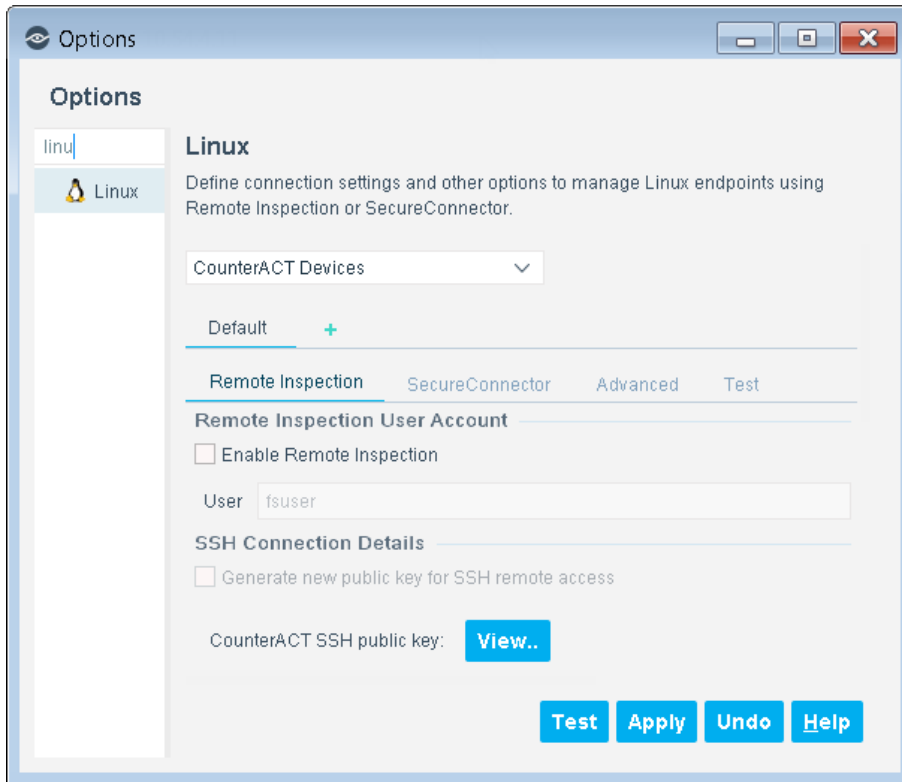 Options
Options
linu
Linux
Linux
Define connection settings and other options to manage Linux endpoints using
Remote Inspection or SecureConnector.
CounterACT Devices
Default +
Remote Inspection SecureConnector Advanced Test
Remote Inspection User Account
Enable Remote Inspection
User fsuser
SSH Connection Details
Generate new public key for SSH remote access
CounterACT SSH public key: View..
Test Apply Undo Help